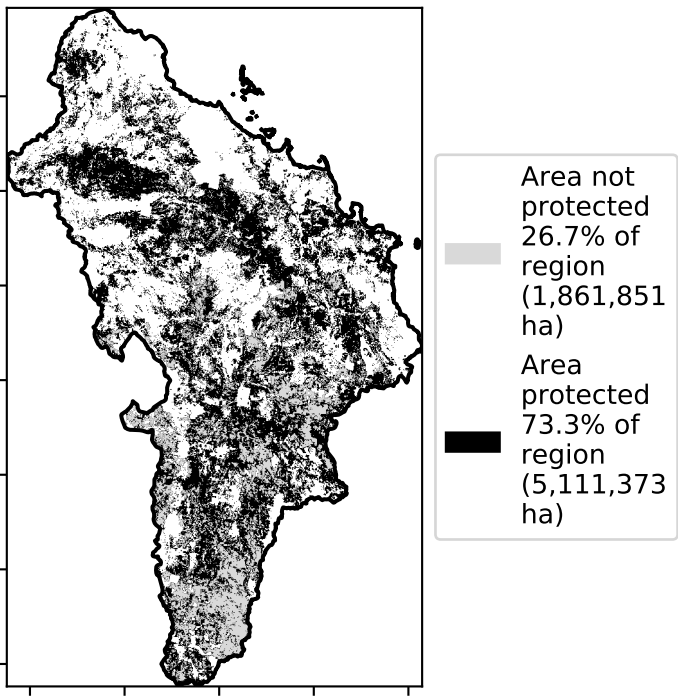 Area not
protected
26.7% of
region
(1,861,851
ha)
Area
protected
73.3% of
region
(5,111,373
ha)